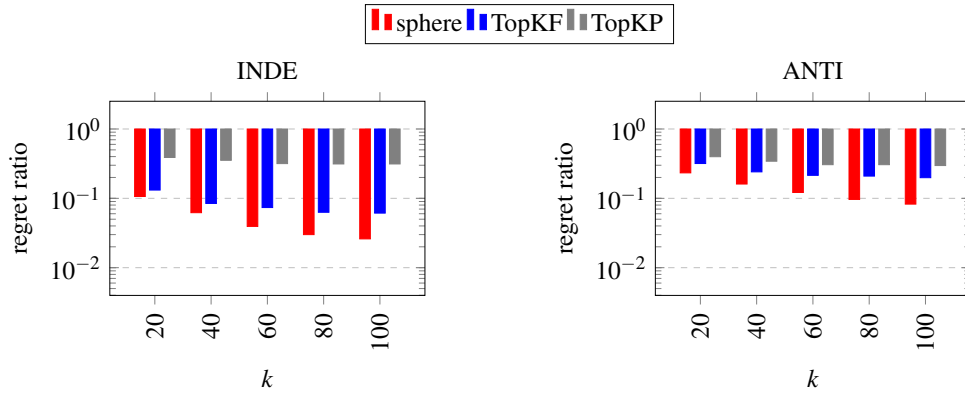 sphere TopKF TopKP
INDE
regret ratio
10^0
10^-1
10^-2
20 40 60 80 100
k
ANTI
regret ratio
10^0
10^-1
10^-2
20 40 60 80 100
k